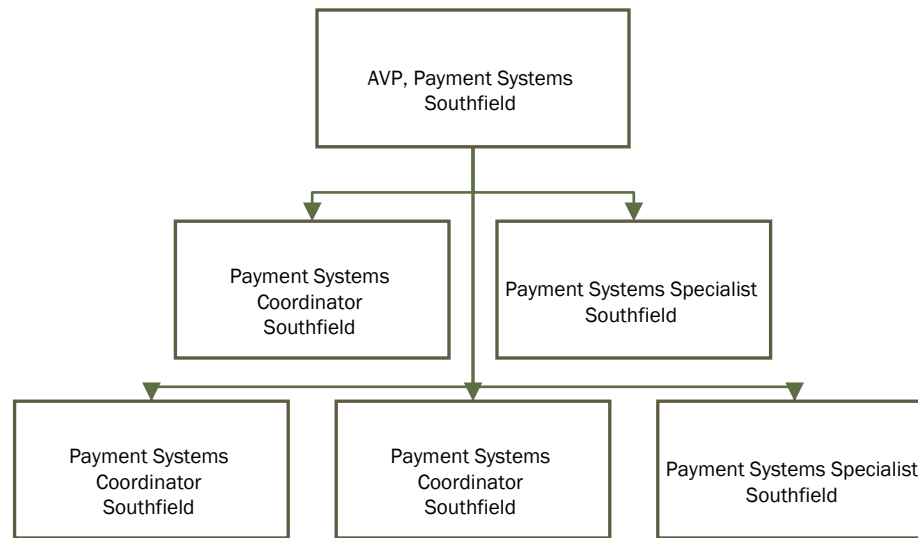 AVP, Payment Systems
Southfield
Payment Systems
Coordinator
Southfield
Payment Systems Specialist
Southfield
Payment Systems
Coordinator
Southfield
Payment Systems
Coordinator
Southfield
Payment Systems Specialist
Southfield